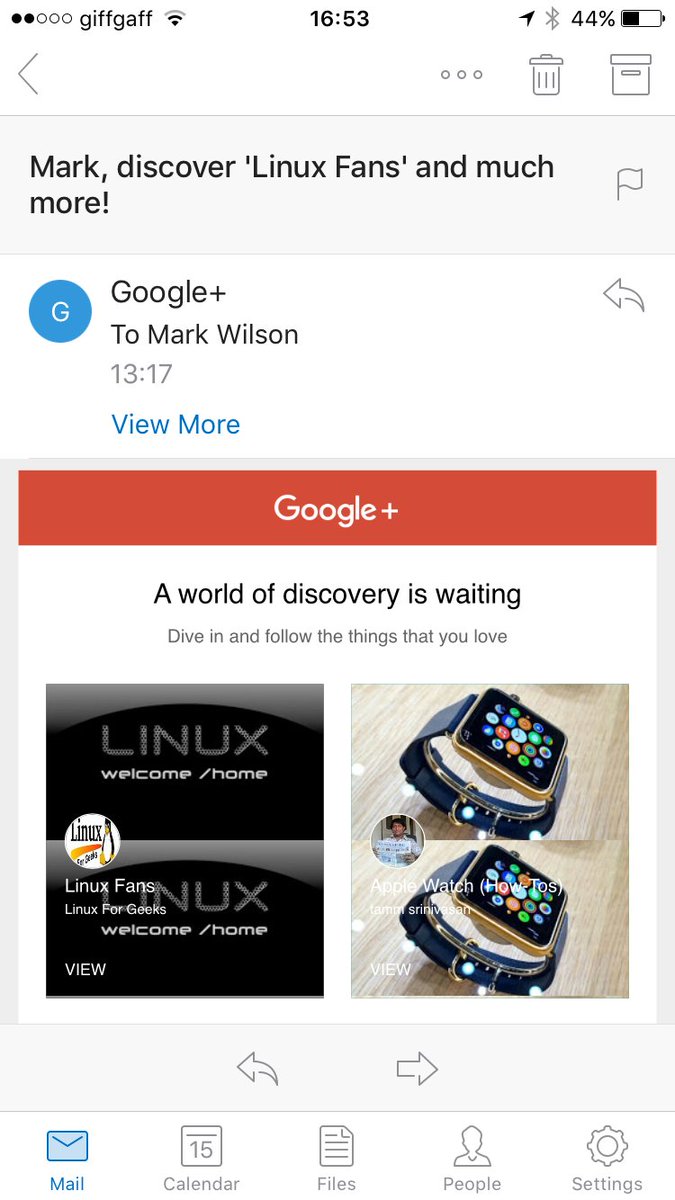 giffgaff 16:53 44%
Mark, discover 'Linux Fans' and much
more!
G
Google+
To Mark Wilson
13:17
View More
Google+
A world of discovery is waiting
Dive in and follow the things that you love
LINUX
welcome /home
Linux
For Geeks
Linux Fans
LINUX
Linux For Geeks
welcome /home
VIEW
Apple Watch (How-Tos)
tamm srinivasan
VIEW
15
Mail Calendar Files People Settings